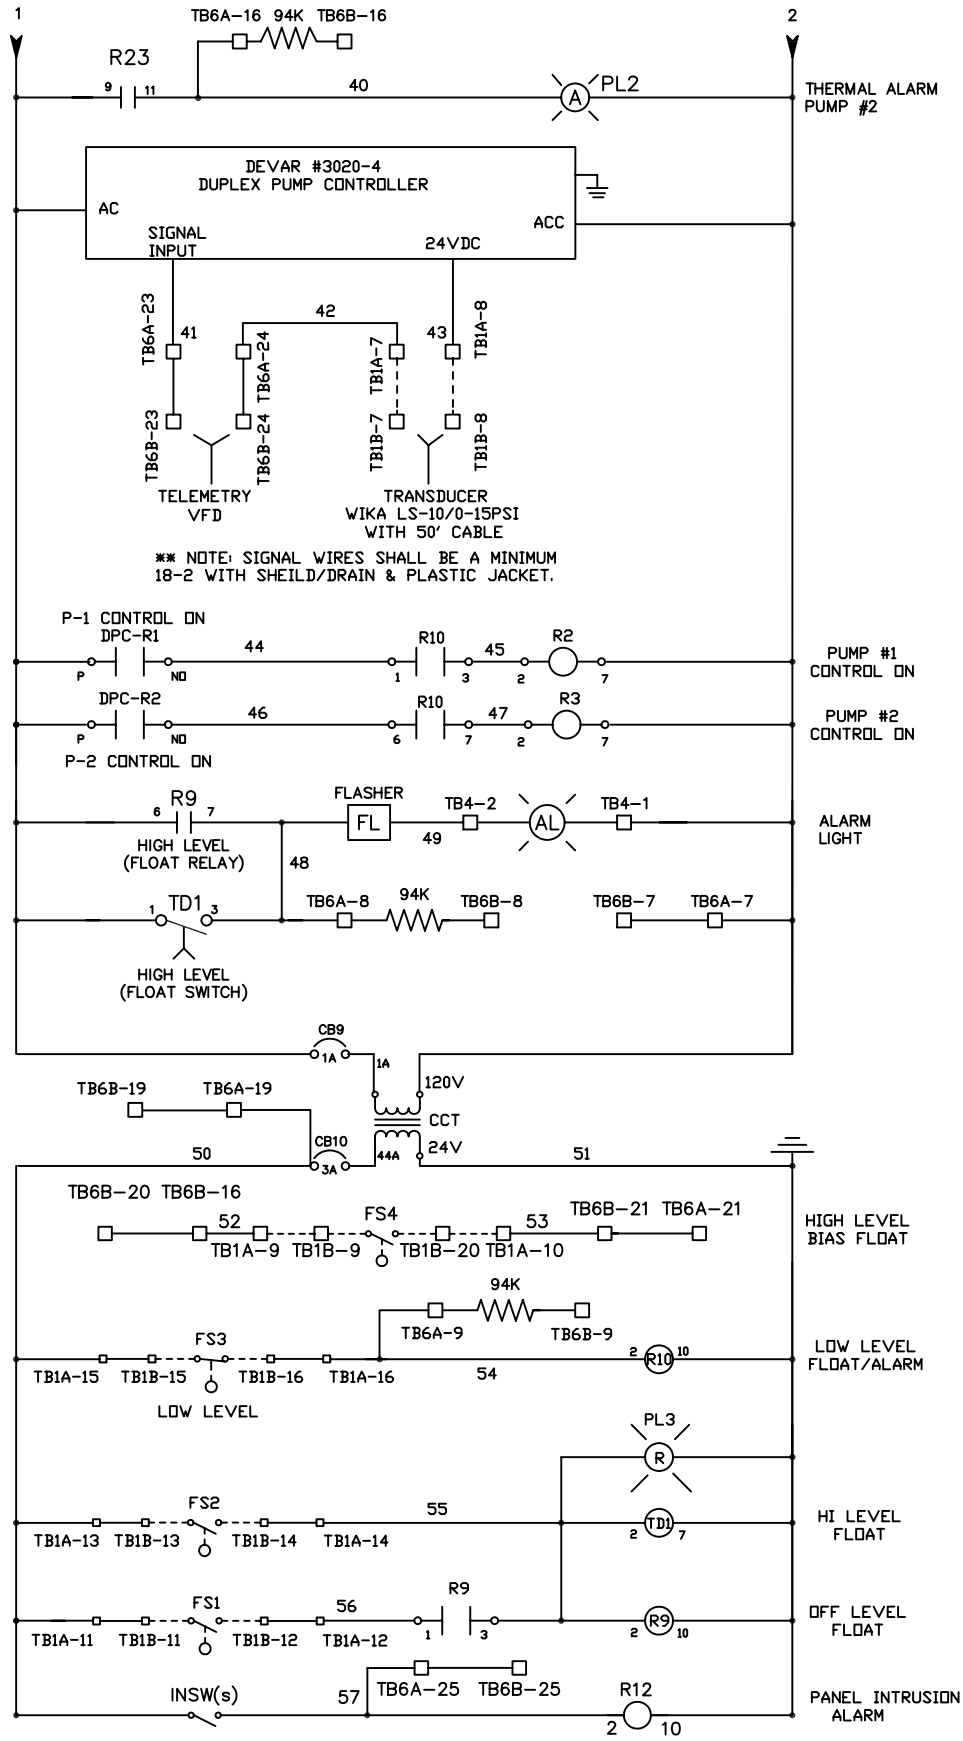 1
TB6A-16 94K TB6B-16
2
R23
9 11
40
A
PL2
THERMAL ALARM
PUMP #2
DEVAR #3020-4
DUPLEX PUMP CONTROLLER
AC
ACC
SIGNAL
INPUT
24VDC
TB6A-23
41
TB6A-24
42
TB1A-7
43
TB1A-8
TB6B-23
TB6B-24
TB1B-7
TB1B-8
TELEMETRY
VFD
TRANSDUCER
WIKA LS-10/0-15PSI
WITH 50' CABLE
** NOTE: SIGNAL WIRES SHALL BE A MINIMUM
18-2 WITH SHEILD/DRAIN & PLASTIC JACKET.
P-1 CONTROL ON
DPC-R1
44
R10
45
R2
P NO 1 3 2 7
PUMP #1
CONTROL ON
DPC-R2
46
R10
47
R3
P NO 6 7 2 7
P-2 CONTROL ON
PUMP #2
CONTROL ON
R9
6 7
FLASHER
FL
49
TB4-2
AL
TB4-1
ALARM
LIGHT
HIGH LEVEL
(FLOAT RELAY)
48
TD1
1 3
TB6A-8
94K
TB6B-8
TB6B-7
TB6A-7
HIGH LEVEL
(FLOAT SWITCH)
CB9
1A
1A
120V
TB6B-19
TB6A-19
CCT
50
CB10
3A
44A
24V
51
TB6B-20 TB6B-16
52
FS4
53
TB6B-21 TB6A-21
TB1A-9 TB1B-9 TB1B-20 TB1A-10
HIGH LEVEL
BIAS FLOAT
94K
TB6A-9
TB6B-9
FS3
2 R10 10
TB1A-15 TB1B-15 TB1B-16 TB1A-16
54
LOW LEVEL
LOW LEVEL
FLOAT/ALARM
PL3
R
FS2
55
2 TD1 7
TB1A-13 TB1B-13 TB1B-14 TB1A-14
HI LEVEL
FLOAT
FS1
56
R9
1 3
2 R9 10
TB1A-11 TB1B-11 TB1B-12 TB1A-12
OFF LEVEL
FLOAT
INSW(s)
57
TB6A-25 TB6B-25
R12
2 10
PANEL INTRUSION
ALARM